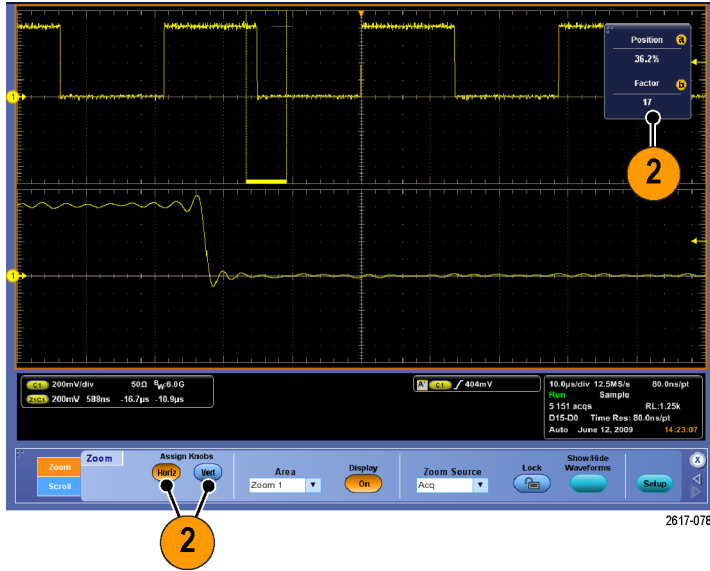 Position a
36.2%
Factor b
17
2
1
1
C1 200mV/div 50Ω BW:6.0G
Z1C1 200mV 588ns -16.7µs -10.9µs
A' C1 404mV
10.0µs/div 12.5MS/s 80.0ns/pt
Run Sample
5 151 acqs RL:1.25k
D15-D0 Time Res: 80.0ns/pt
Auto June 12, 2009 14:23:07
Zoom
Scroll
Zoom
Assign Knobs
Horiz Vert
Area
Zoom 1
Display
On
Zoom Source
Acq
Lock
Show/Hide
Waveforms
Setup
X
2
2617-078